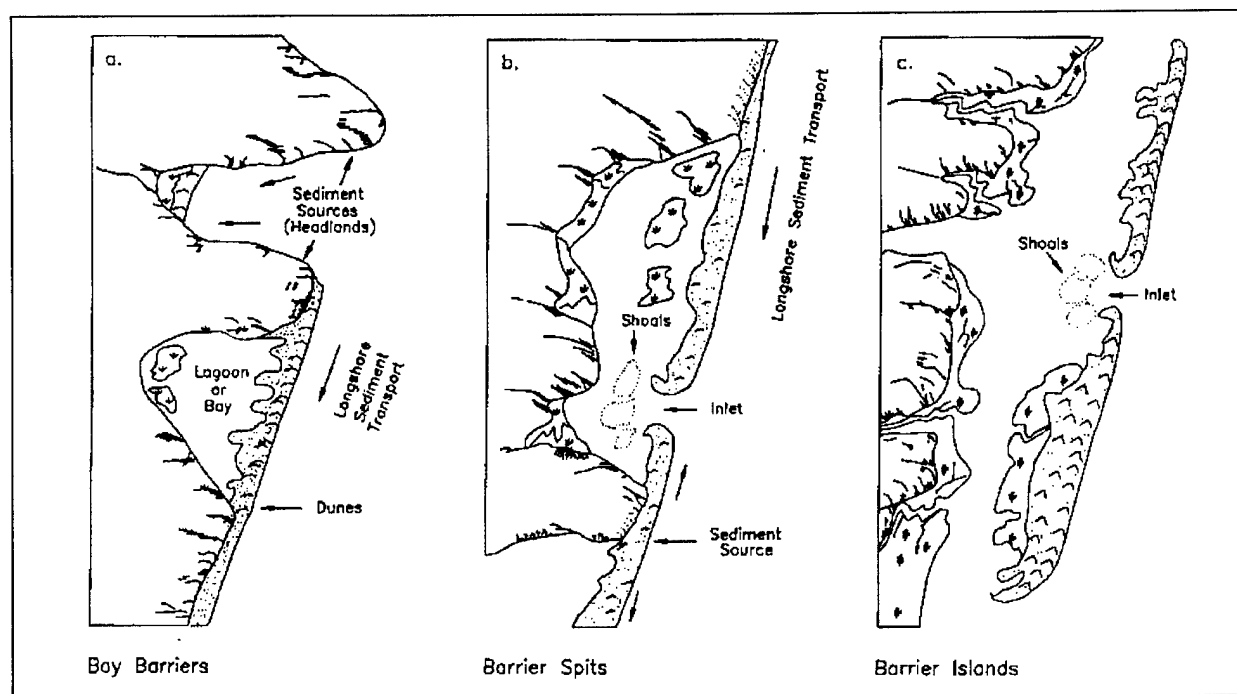 a.
Sediment
Sources
(Headlands)
Lagoon
or
Bay
Longshore
Sediment
Transport
Dunes
Bay Barriers
b.
Longshore Sediment Transport
Shoals
Inlet
Sediment
Source
Barrier Spits
c.
Shoals
Inlet
Barrier Islands